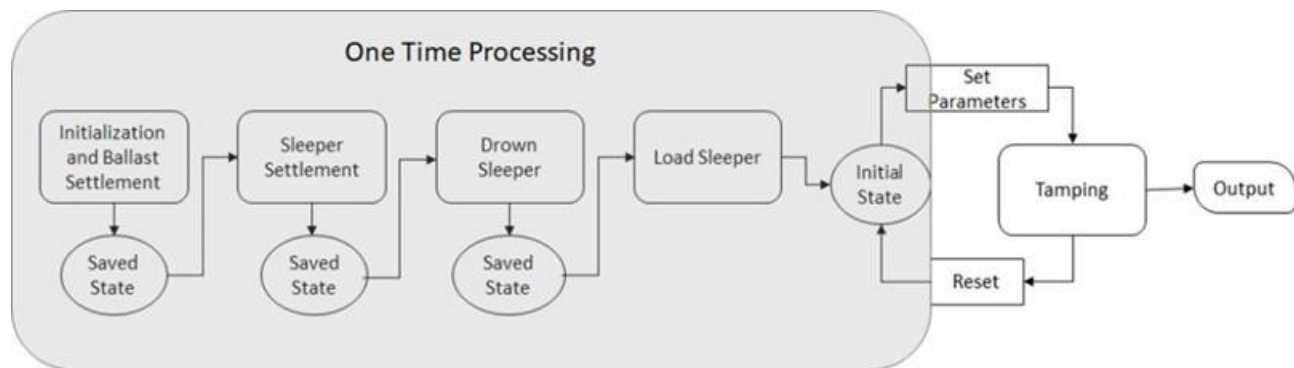 One Time Processing
Initialization
and Ballast
Settlement
Saved
State
Sleeper
Settlement
Saved
State
Drown
Sleeper
Saved
State
Load Sleeper
Initial
State
Set
Parameters
Tamping
Reset
Output